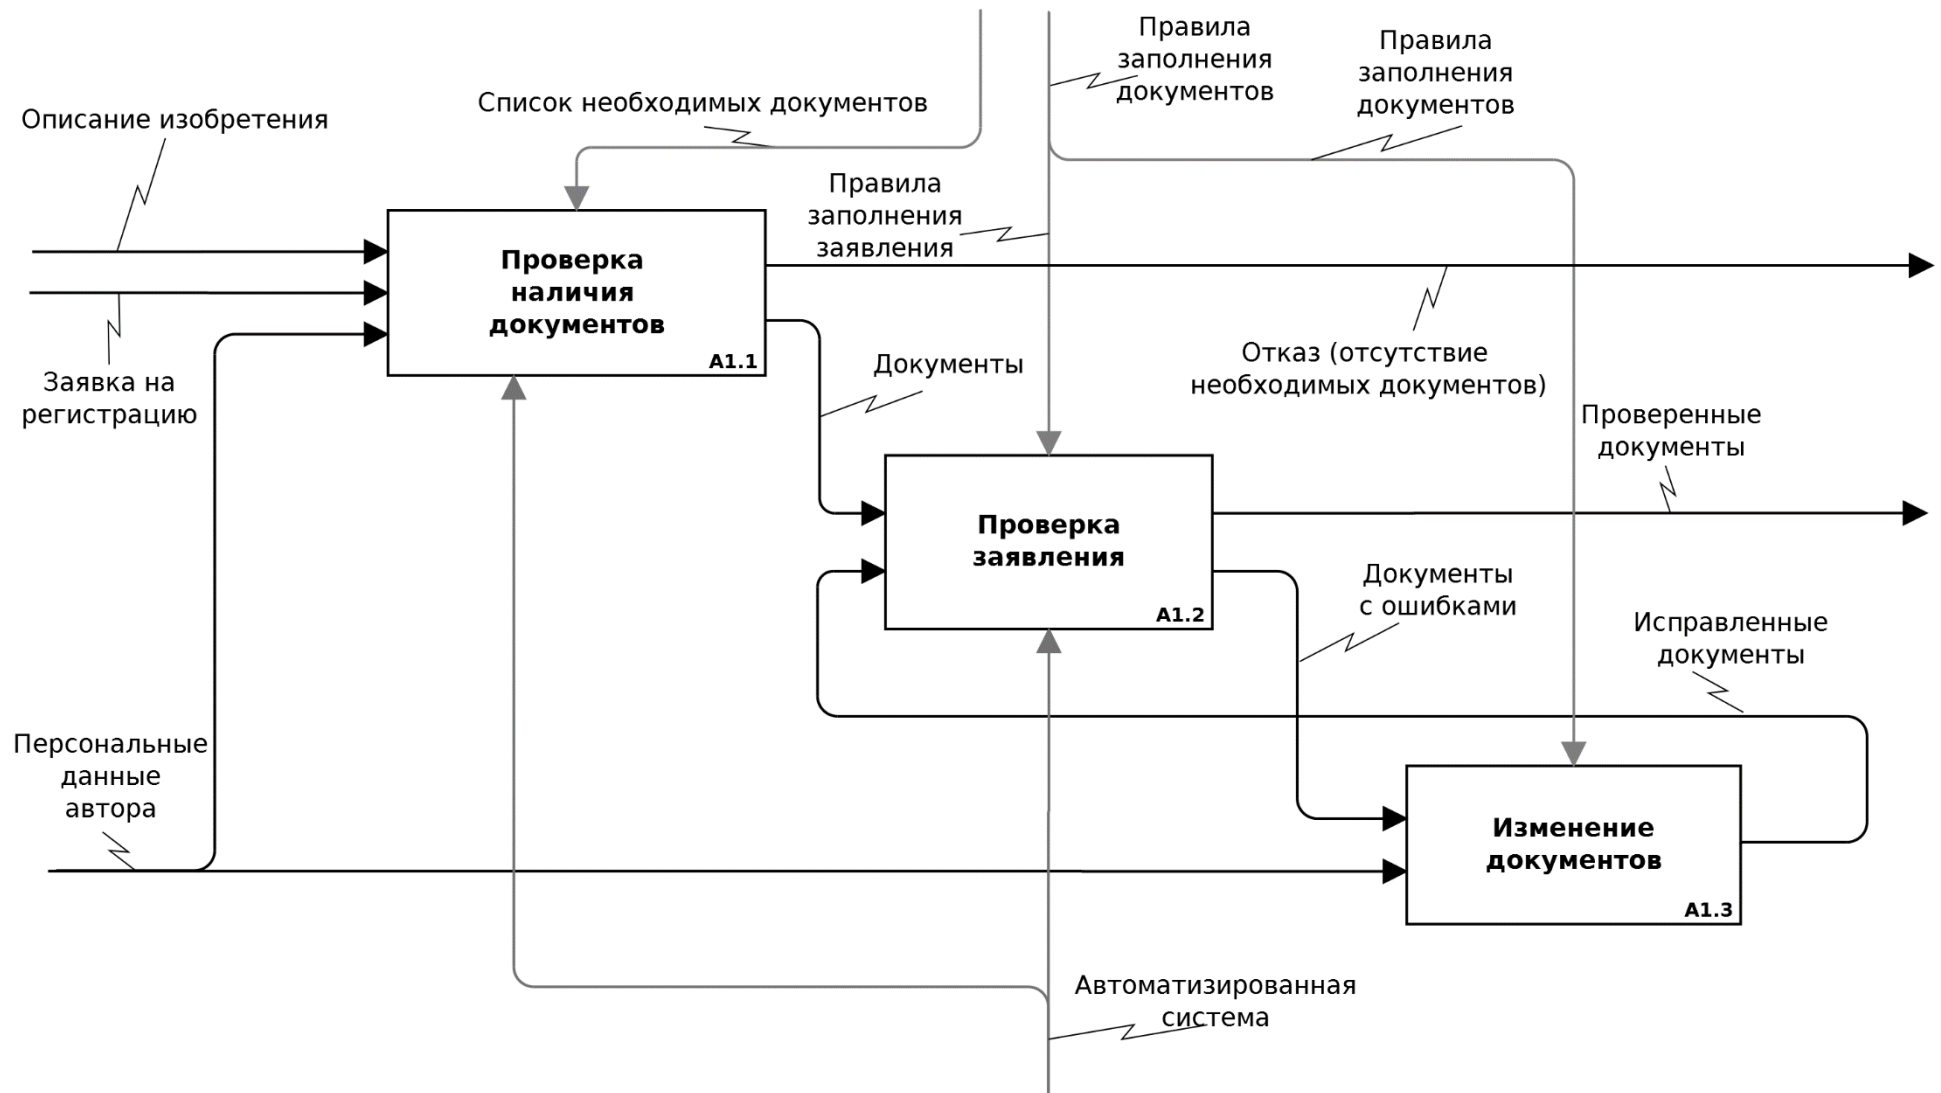 Правила
заполнения
документов
Правила
заполнения
документов
Список необходимых документов
Описание изобретения
Правила
заполнения
заявления
Проверка
наличия
документов
A1.1
Заявка на
регистрацию
Документы
Отказ (отсутствие
необходимых документов)
Проверенные
документы
Проверка
заявления
A1.2
Документы
с ошибками
Исправленные
документы
Персональные
данные
автора
Изменение
документов
A1.3
Автоматизированная
система